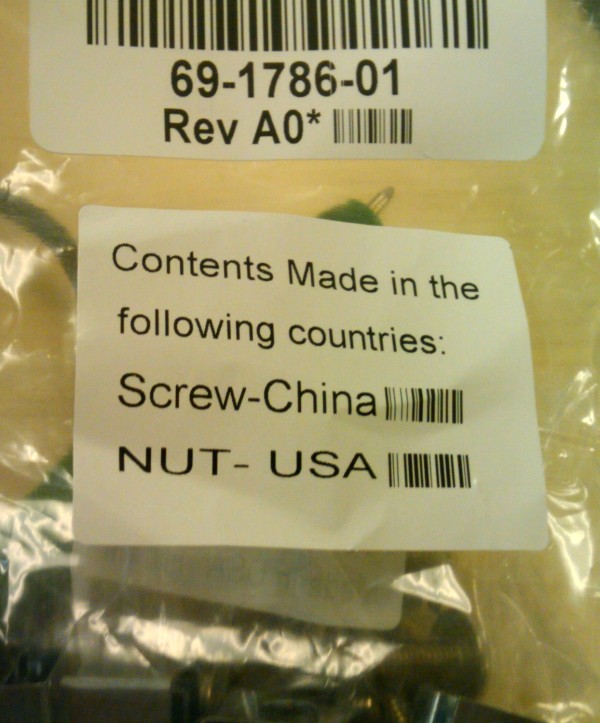 69-1786-01
Rev A0*
Contents Made in the
following countries:
Screw-China
NUT- USA